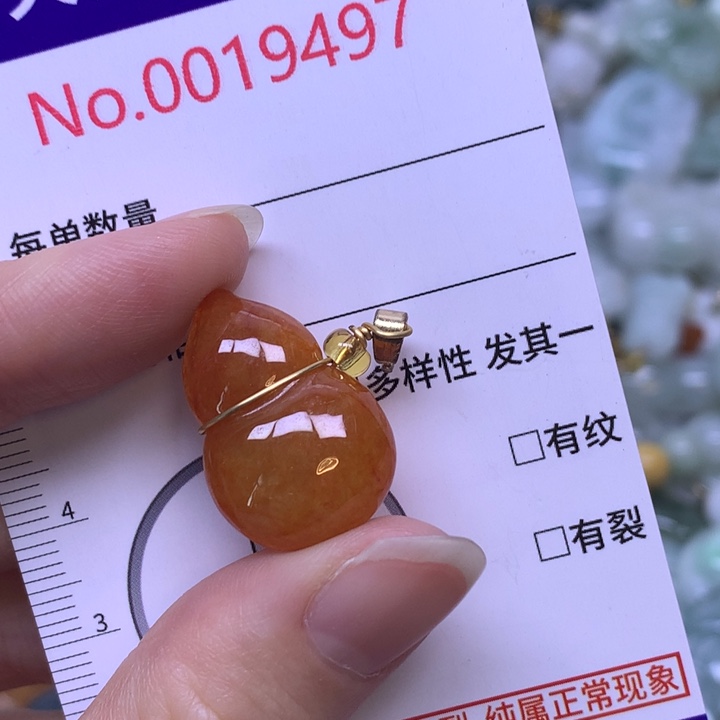 No.0019497
每单数量
多样性 发其一
□有纹
□有裂
4
3
纯属正常现象